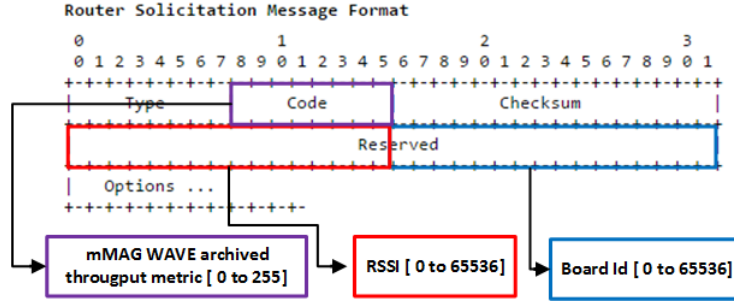 Router Solicitation Message Format
0 1 2 3
0 1 2 3 4 5 6 7 8 9 0 1 2 3 4 5 6 7 8 9 0 1 2 3 4 5 6 7 8 9 0 1
+-+-+-+-+-+-+-+-+-+-+-+-+-+-+-+-+-+-+-+-+-+-+-+-+-+-+-+-+-+-+-+-+
| Type | Code | Checksum |
+-+-+-+-+-+-+-+-+-+-+-+-+-+-+-+-+-+-+-+-+-+-+-+-+-+-+-+-+-+-+-+-+
| Reserved |
+-+-+-+-+-+-+-+-+-+-+-+-+-+-+-+-+-+-+-+-+-+-+-+-+-+-+-+-+-+-+-+-+
| Options ...
+-+-+-+-+-+-+-+-+-+-+-+-
mMAG WAVE archived
througput metric [ 0 to 255]
RSSI [ 0 to 65536]
Board Id [ 0 to 65536]